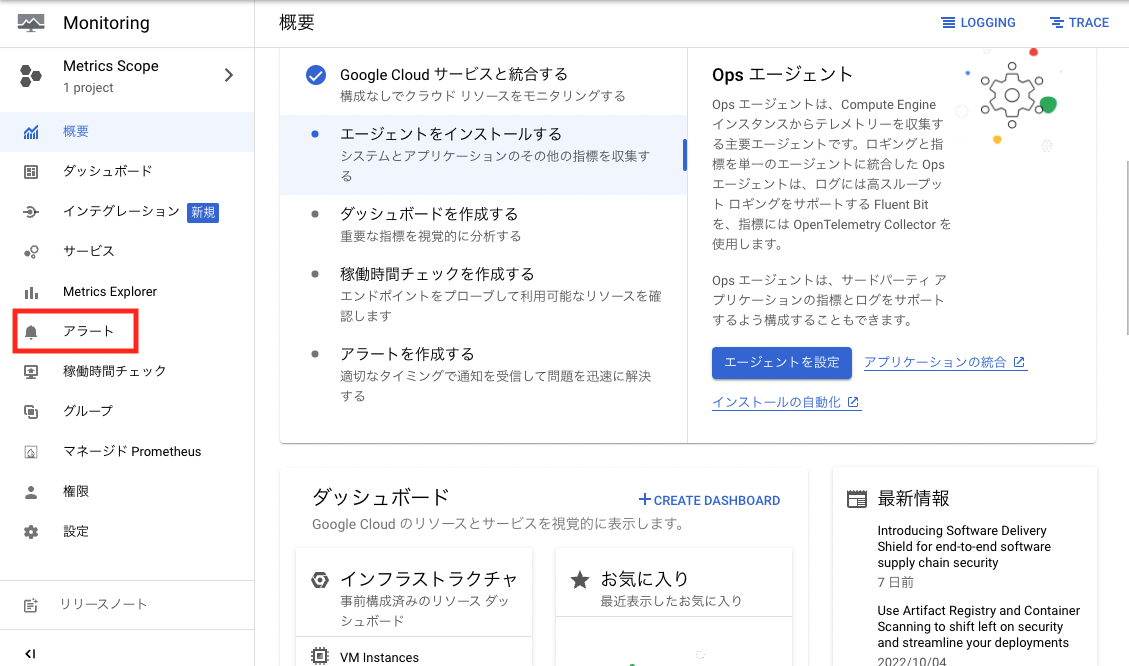 Monitoring
Metrics Scope
1 project
概要
ダッシュボード
インテグレーション 新規
サービス
Metrics Explorer
アラート
稼働時間チェック
グループ
マネージド Prometheus
権限
設定
リリースノート
概要
LOGGING
TRACE
Google Cloud サービスと統合する
構成なしでクラウド リソースをモニタリングする
エージェントをインストールする
システムとアプリケーションのその他の指標を収集す
る
ダッシュボードを作成する
重要な指標を視覚的に分析する
稼働時間チェックを作成する
エンドポイントをプローブして利用可能なリソースを確
認します
アラートを作成する
適切なタイミングで通知を受信して問題を迅速に解決
する
Ops エージェント
Ops エージェントは、Compute Engine
インスタンスからテレメトリーを収集す
る主要エージェントです。ロギングと指
標を単一のエージェントに統合した Ops
エージェントは、ログには高スループッ
ト ロギングをサポートする Fluent Bit
を、指標には OpenTelemetry Collector を
使用します。
Ops エージェントは、サードパーティ ア
プリケーションの指標とログをサポート
するよう構成することもできます。
エージェントを設定
アプリケーションの統合
インストールの自動化
ダッシュボード
CREATE DASHBOARD
Google Cloud のリソースとサービスを視覚的に表示します。
インフラストラクチャ
事前構成済みのリソース ダッ
シュボード
VM Instances
お気に入り
最近表示したお気に入り
最新情報
Introducing Software Delivery
Shield for end-to-end software
supply chain security
7 日前
Use Artifact Registry and Container
Scanning to shift left on security
and streamline your deployments
2022/10/04